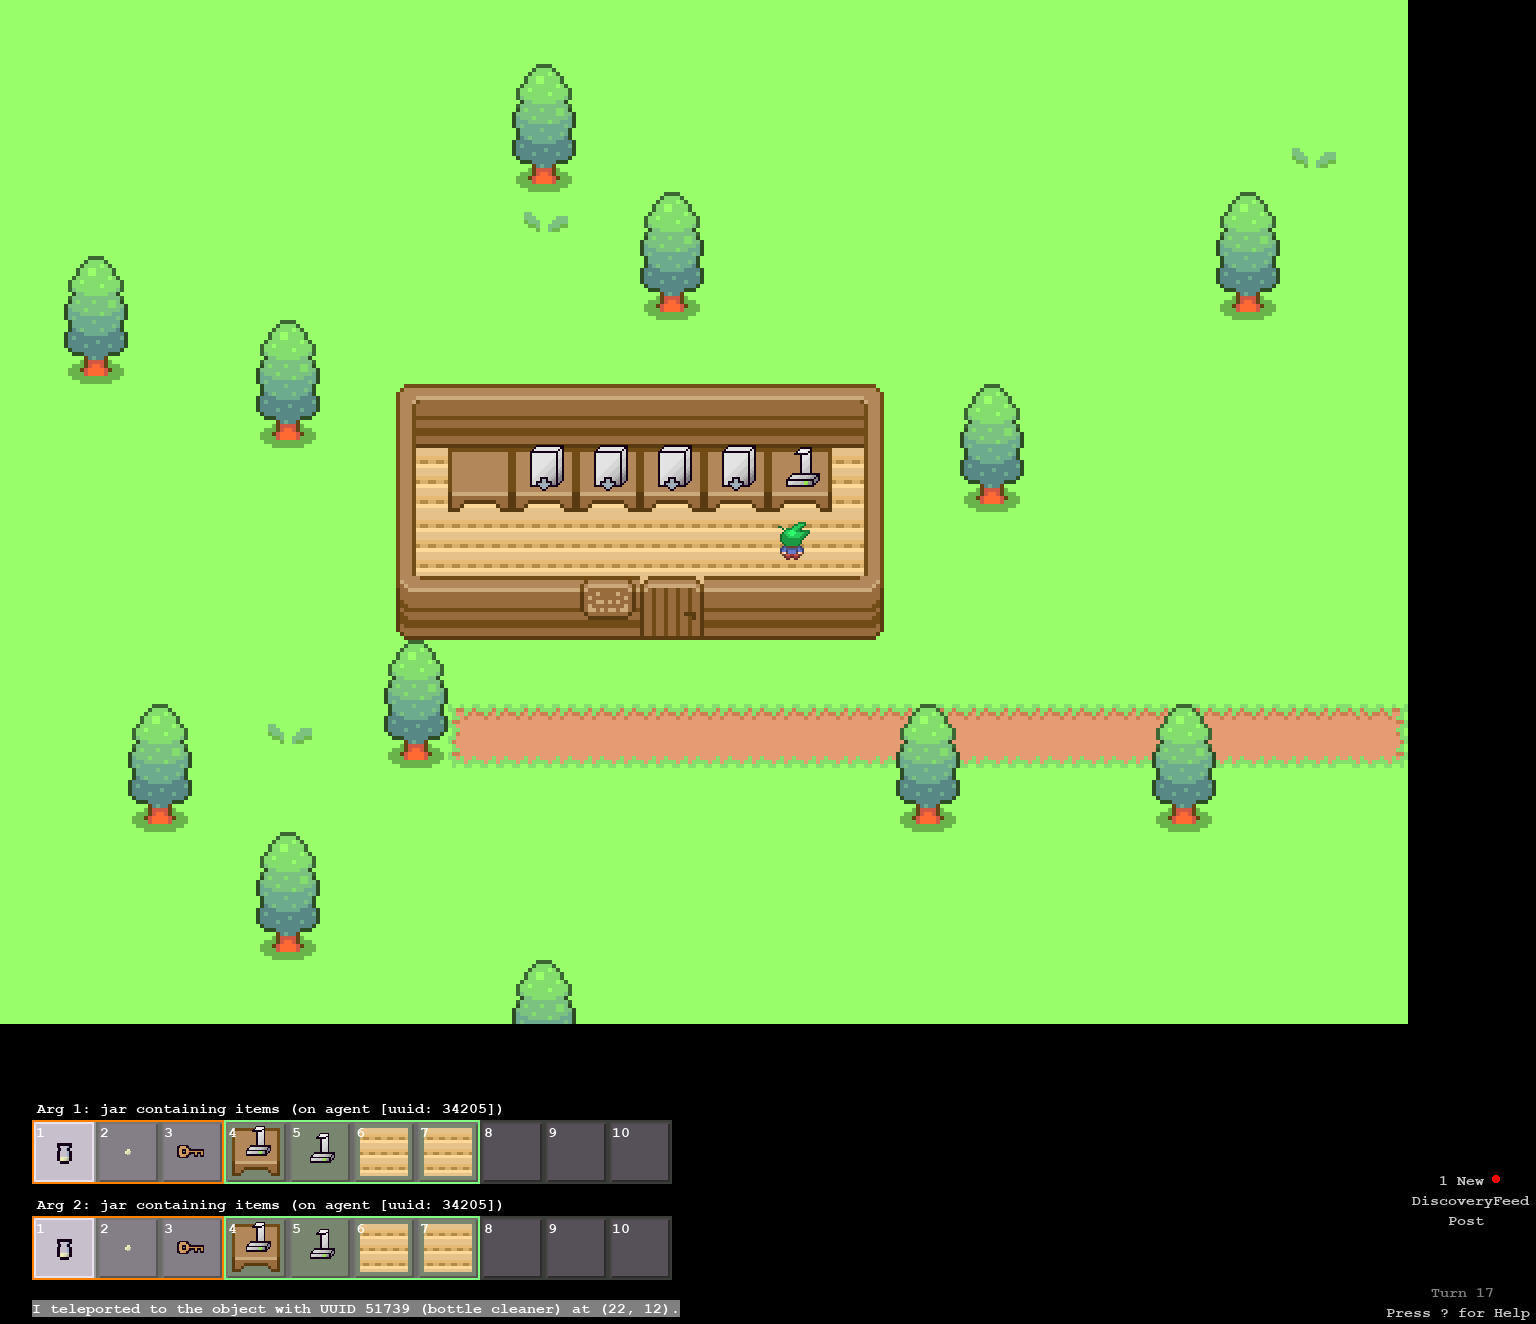 Arg 1: jar containing items (on agent [uuid: 34205])
1 2 3 4 5 6 7 8 9 10
Arg 2: jar containing items (on agent [uuid: 34205])
1 2 3 4 5 6 7 8 9 10
I teleported to the object with UUID 51739 (bottle cleaner) at (22, 12).
1 New
DiscoveryFeed
Post
Turn 17
Press ? for Help